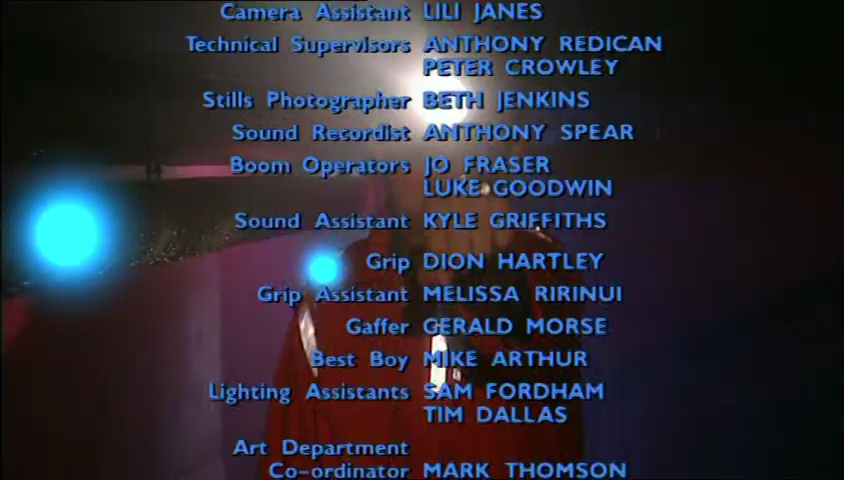 Camera Assistant LILI JANES
Technical Supervisors ANTHONY REDICAN
PETER CROWLEY
Stills Photographer BETH JENKINS
Sound Recordist ANTHONY SPEAR
Boom Operators JO FRASER
LUKE GOODWIN
Sound Assistant KYLE GRIFFITHS
Grip DION HARTLEY
Grip Assistant MELISSA RIRINUI
Gaffer GERALD MORSE
Best Boy MIKE ARTHUR
Lighting Assistants SAM FORDHAM
TIM DALLAS
Art Department
Co-ordinator MARK THOMSON